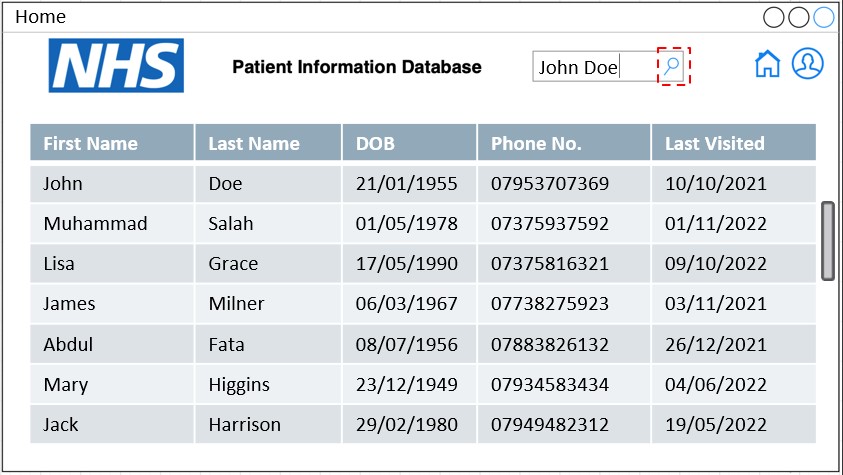 Home
NHS Patient Information Database John Doe
First Name Last Name DOB Phone No. Last Visited
John Doe 21/01/1955 07953707369 10/10/2021
Muhammad Salah 01/05/1978 07375937592 01/11/2022
Lisa Grace 17/05/1990 07375816321 09/10/2022
James Milner 06/03/1967 07738275923 03/11/2021
Abdul Fata 08/07/1956 07883826132 26/12/2021
Mary Higgins 23/12/1949 07934583434 04/06/2022
Jack Harrison 29/02/1980 07949482312 19/05/2022